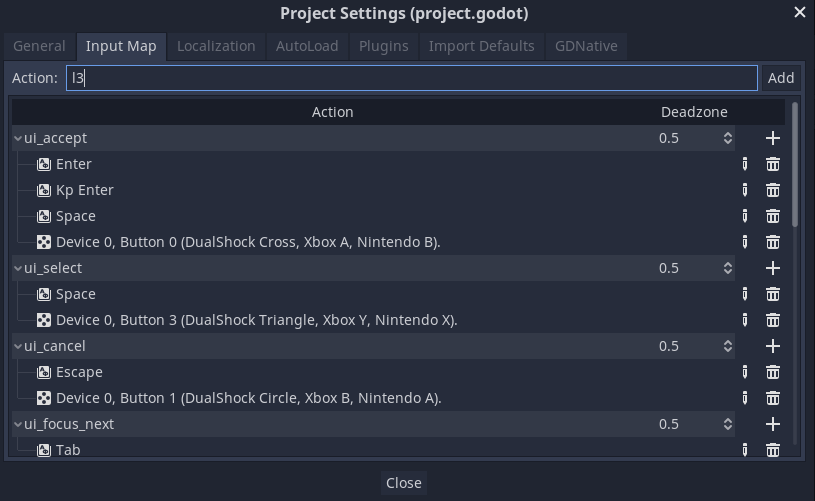 Project Settings (project.godot)
General Input Map Localization AutoLoad Plugins Import Defaults GDNative
Action: l3 Add
Action Deadzone
ui_accept 0.5
Enter
Kp Enter
Space
Device 0, Button 0 (DualShock Cross, Xbox A, Nintendo B).
ui_select 0.5
Space
Device 0, Button 3 (DualShock Triangle, Xbox Y, Nintendo X).
ui_cancel 0.5
Escape
Device 0, Button 1 (DualShock Circle, Xbox B, Nintendo A).
ui_focus_next 0.5
Tab
Close